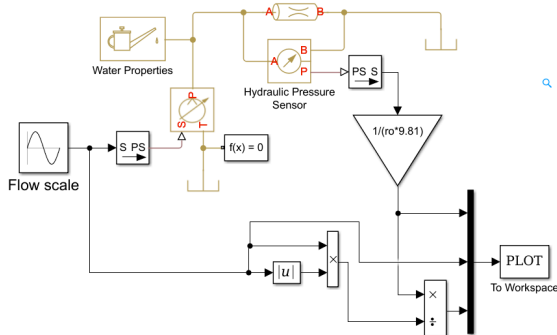 A
B
B
A
P
Water Properties
Hydraulic Pressure
Sensor
PS S
P
S
T
1/(ro*9.81)
S PS
f(x) = 0
Flow scale
|u|
×
×
÷
PLOT
To Workspace